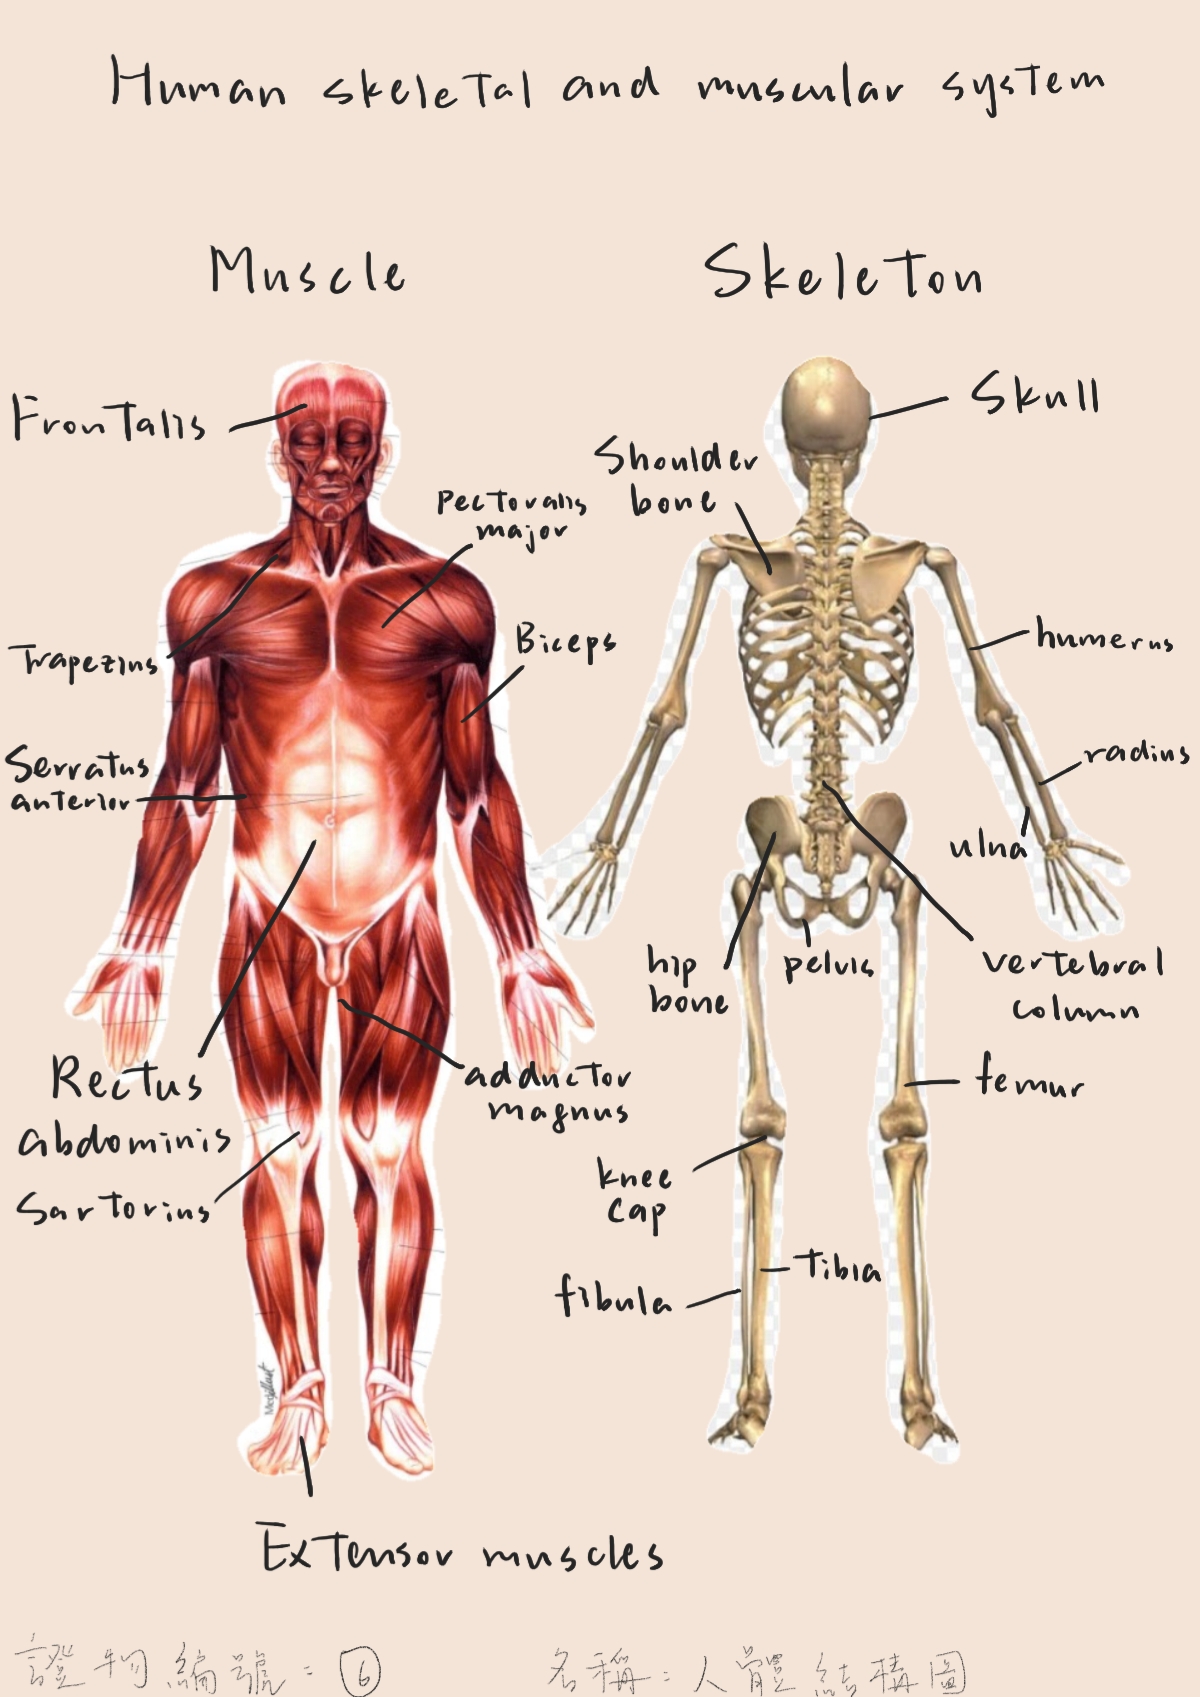 Human skeletal and muscular system
Muscle
Skeleton
Frontalis
Pectoralis
major
Trapezius
Biceps
Serratus
anterior
Rectus
abdominis
adductor
magnus
Sartorius
Extensor muscles
Skull
Shoulder
bone
humerus
radius
ulna
hip
bone
pelvis
vertebral
column
femur
knee
cap
Tibia
fibula
證物編號：⑥
名稱：人體結構圖